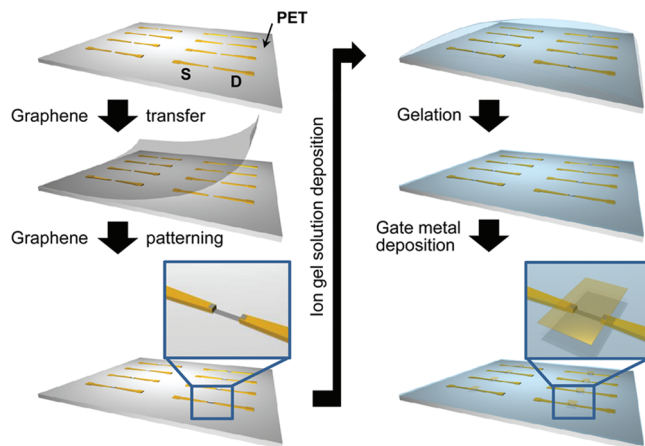 PET
S
D
Graphene transfer
Graphene patterning
Ion gel solution deposition
Gelation
Gate metal
deposition